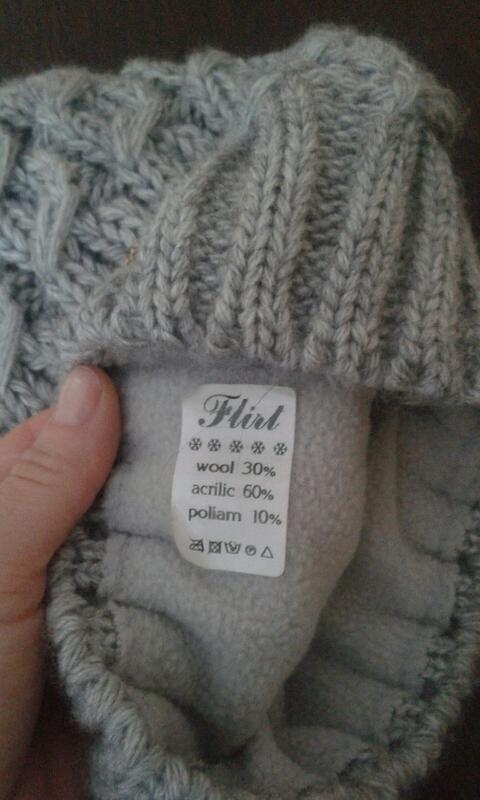 Flirt
wool 30%
acrilic 60%
poliam 10%